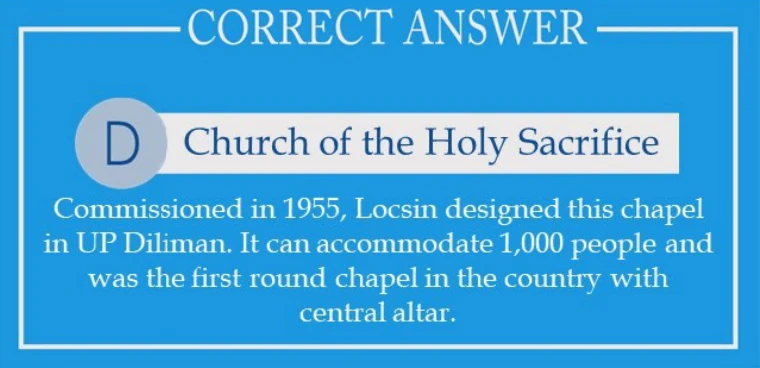 CORRECT ANSWER
D Church of the Holy Sacrifice
Commissioned in 1955, Locsin designed this chapel
in UP Diliman. It can accommodate 1,000 people and
was the first round chapel in the country with
central altar.